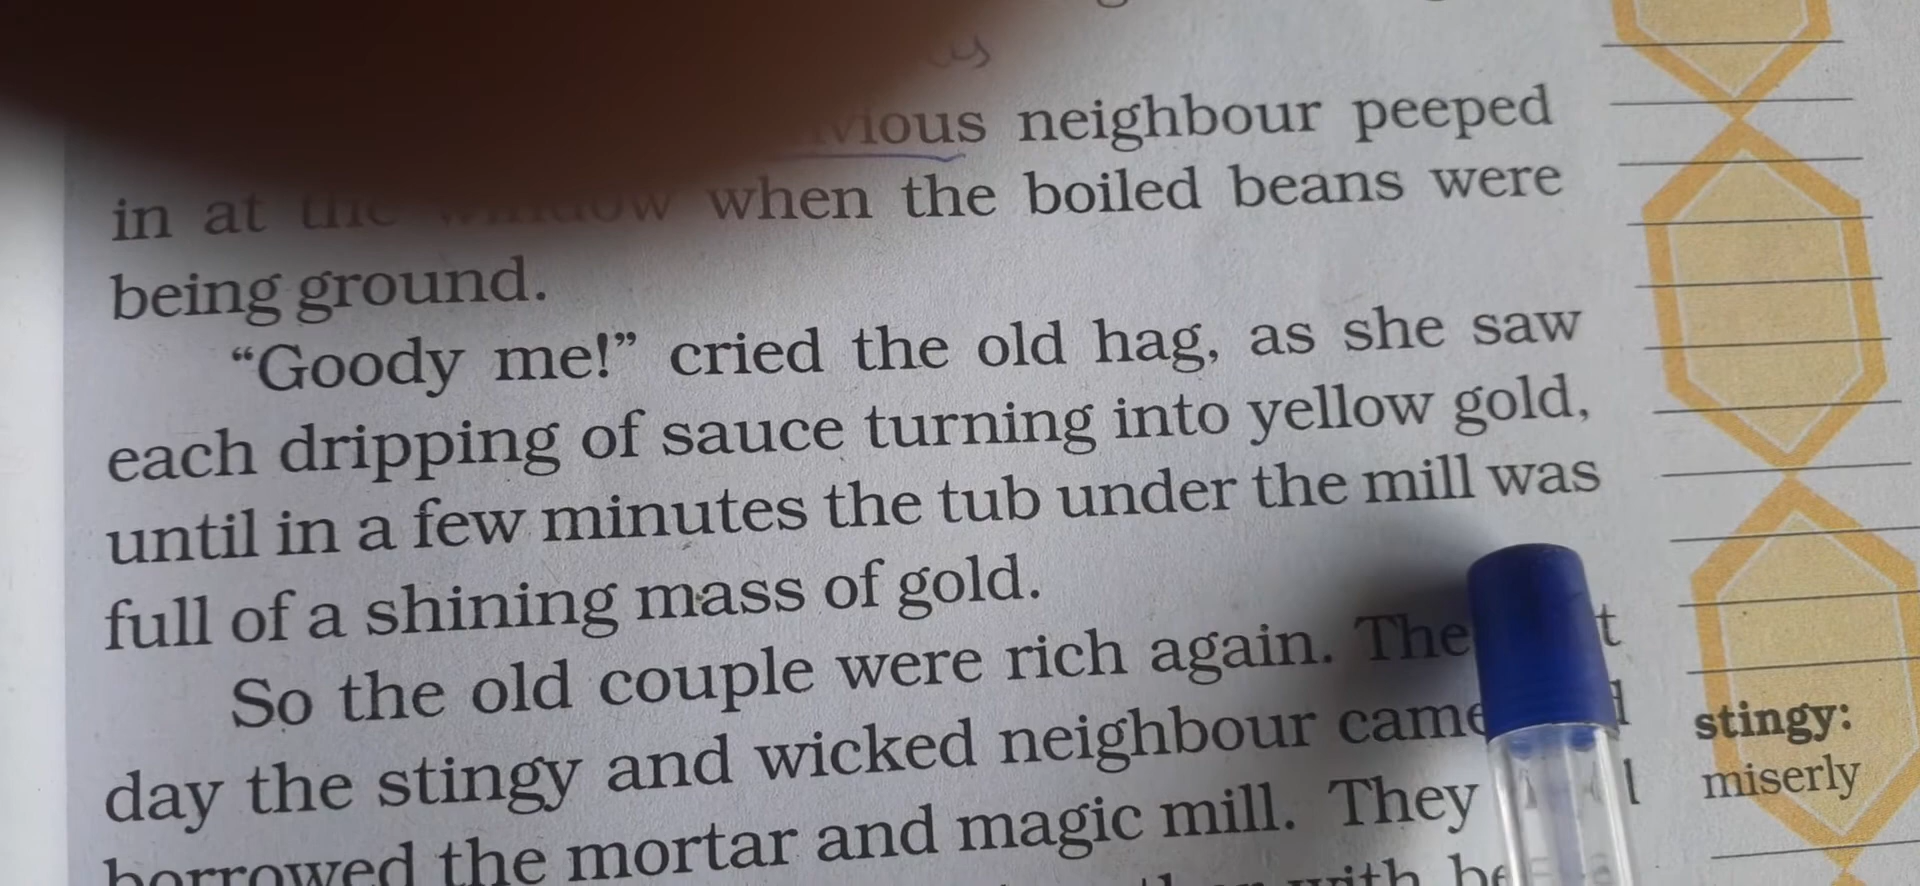 neighbour peeped
in at the window when the boiled beans were
being ground.
“Goody me!” cried the old hag, as she saw
each dripping of sauce turning into yellow gold,
until in a few minutes the tub under the mill was
full of a shining mass of gold.
So the old couple were rich again. The
day the stingy and wicked neighbour came
borrowed the mortar and magic mill. They
with
stingy:
miserly